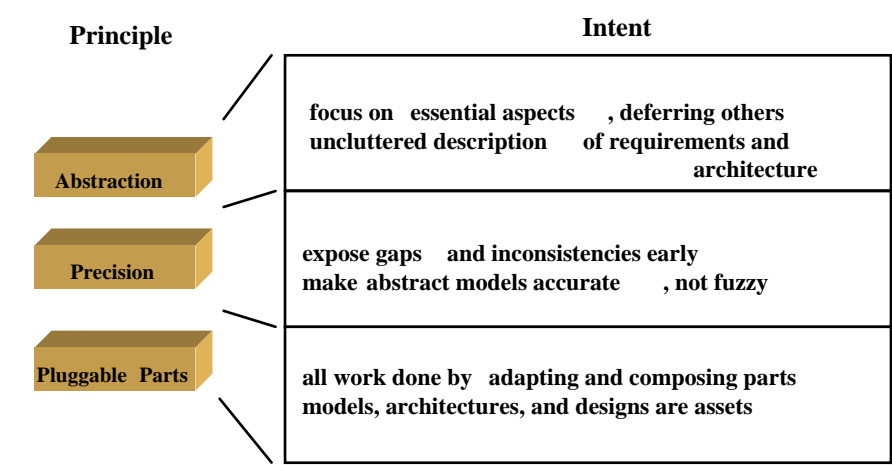 Principle
Intent
Abstraction
focus on essential aspects , deferring others
uncluttered description of requirements and
architecture
Precision
expose gaps and inconsistencies early
make abstract models accurate , not fuzzy
Pluggable Parts
all work done by adapting and composing parts
models, architectures, and designs are assets